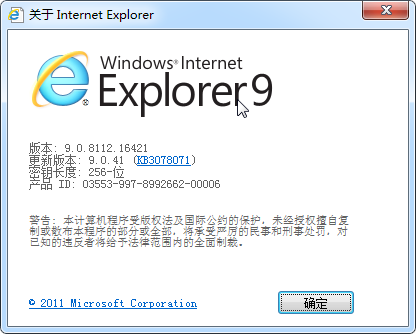 关于 Internet Explorer
Windows® Internet
Explorer 9
版本: 9.0.8112.16421
更新版本: 9.0.41 (KB3078071)
密钥长度: 256-位
产品 ID: 03553-997-8992662-00006
警告: 本计算机程序受版权法及国际公约的保护，未经授权擅自复
制或散布本程序的部分或全部，将承受严厉的民事和刑事处罚，对
已知的违反者将给予法律范围内的全面制裁。
© 2011 Microsoft Corporation
确定